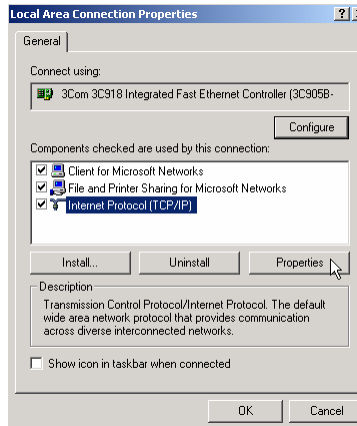 Local Area Connection Properties
General
Connect using:
3Com 3C918 Integrated Fast Ethernet Controller (3C905B-
Configure
Components checked are used by this connection:
Client for Microsoft Networks
File and Printer Sharing for Microsoft Networks
Internet Protocol (TCP/IP)
Install... Uninstall Properties
Description
Transmission Control Protocol/Internet Protocol. The default
wide area network protocol that provides communication
across diverse interconnected networks.
Show icon in taskbar when connected
OK Cancel